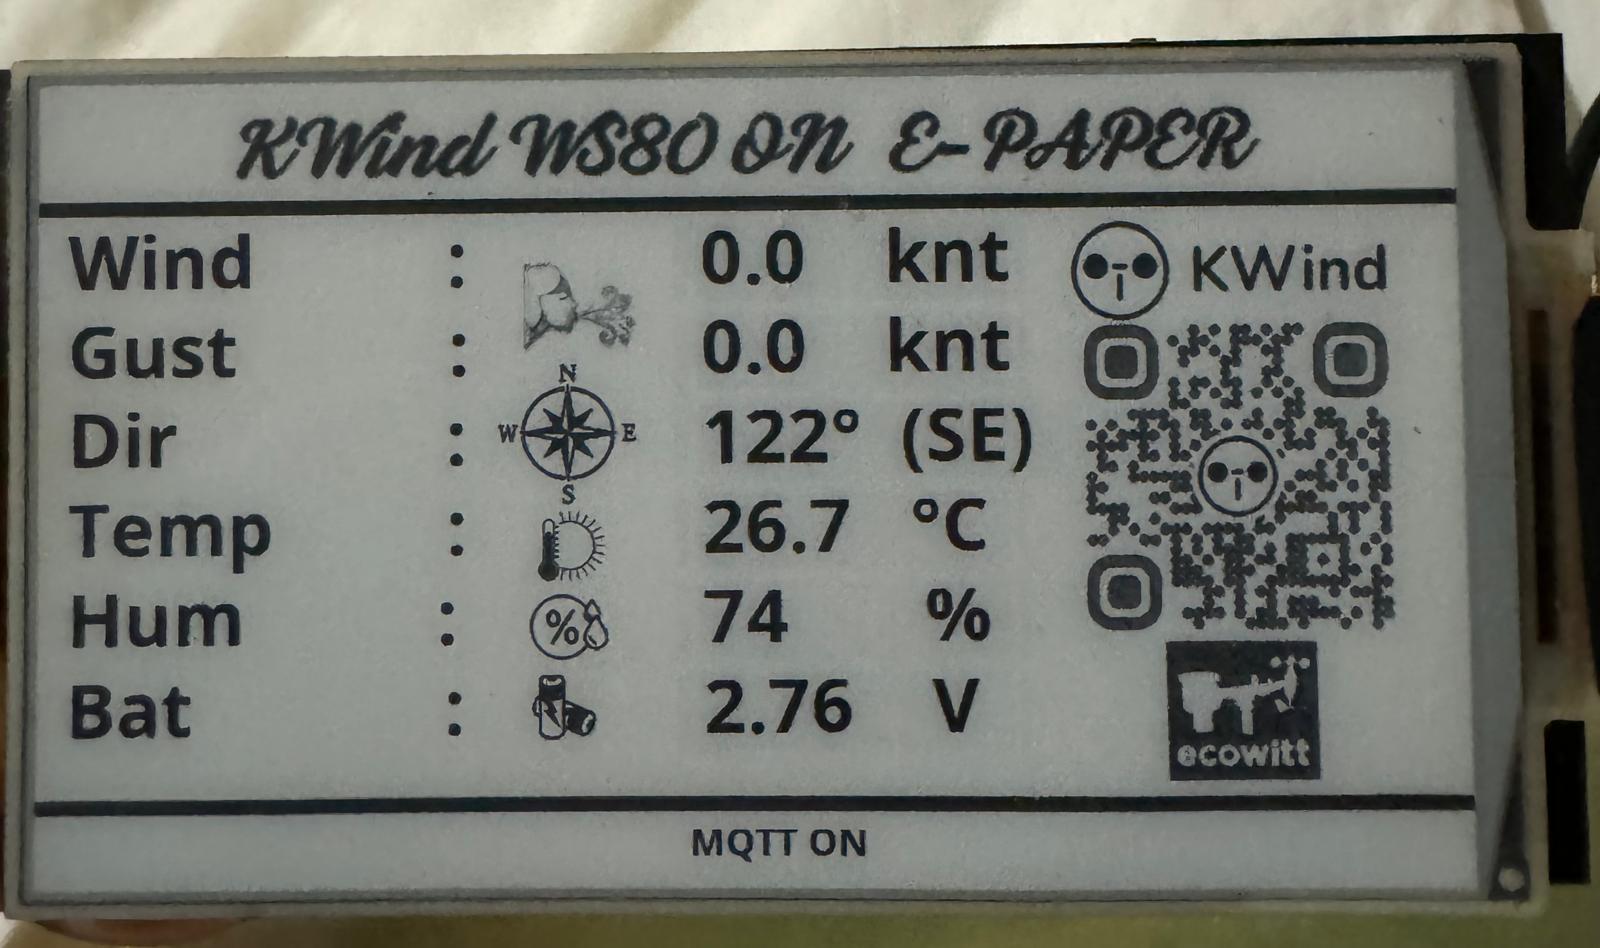 KWind WS80 ON E-PAPER
Wind : 0.0 knt
Gust : 0.0 knt
Dir : 122° (SE)
Temp : 26.7 °C
Hum : 74 %
Bat : 2.76 V
N
W E
S
%
KWind
ecowitt
MQTT ON